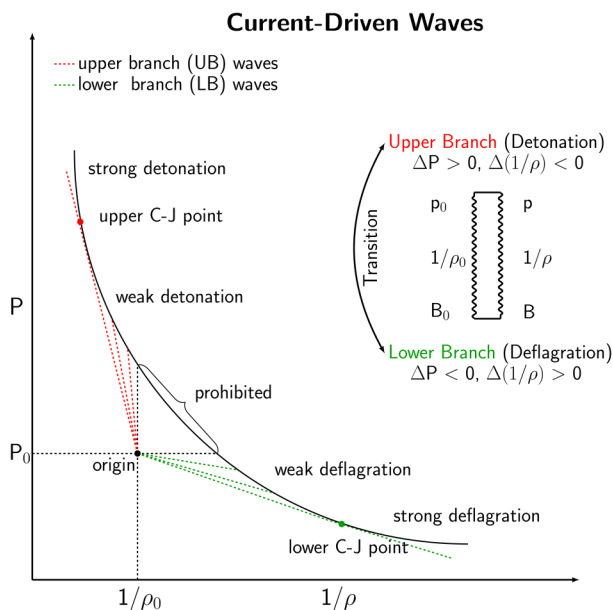 Current-Driven Waves
upper branch (UB) waves
lower branch (LB) waves
Upper Branch (Detonation)
ΔP > 0, Δ(1/ρ) < 0
strong detonation
upper C-J point
p₀
p
Transition
1/ρ₀
1/ρ
weak detonation
P
B₀
B
Lower Branch (Deflagration)
ΔP < 0, Δ(1/ρ) > 0
prohibited
P₀
origin
weak deflagration
strong deflagration
lower C-J point
1/ρ₀
1/ρ